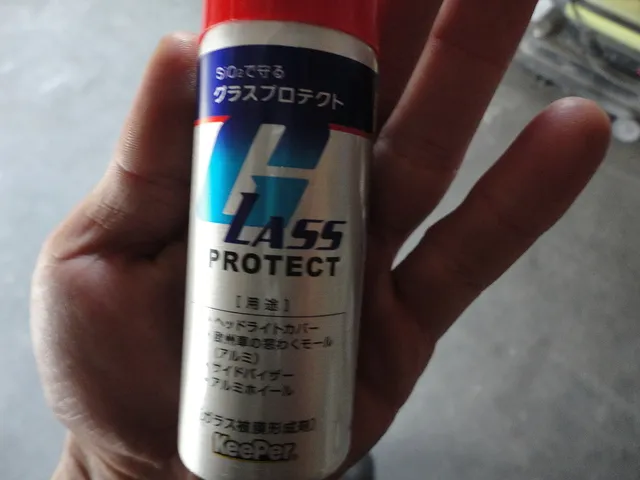 SiO₂で守る
グラスプロテクト
GLASS
PROTECT
[用途]
・ヘッドライトカバー
・欧州車の窓わくモール
(アルミ)
・サイドバイザー
・アルミホイール
[ガラス被膜形成剤]
KeePer®